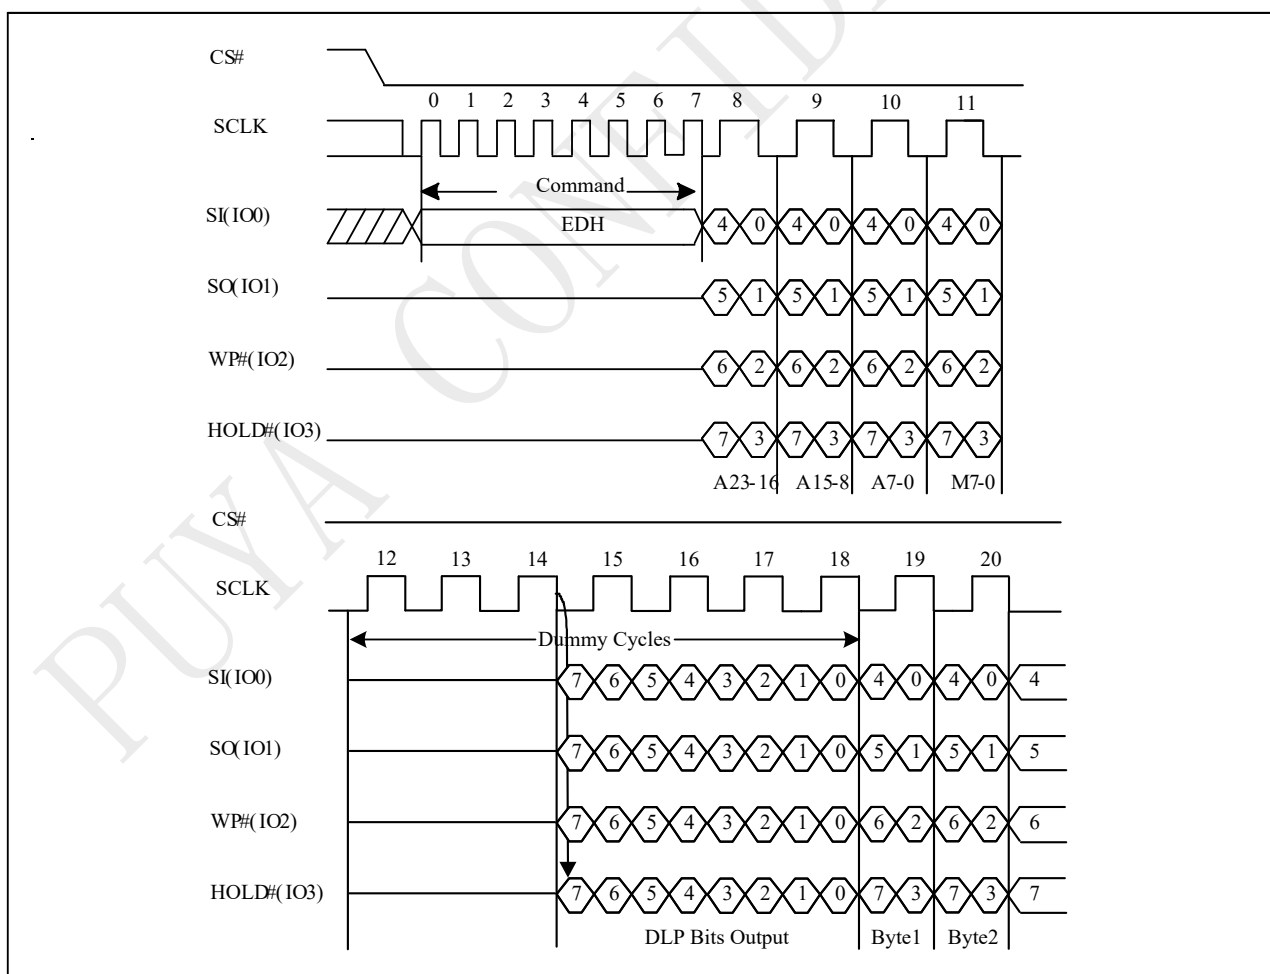 CS#
0 1 2 3 4 5 6 7 8 9 10 11
SCLK
Command
SI(IO0) EDH 4 0 4 0 4 0 4 0
SO(IO1) 5 1 5 1 5 1 5 1
WP#(IO2) 6 2 6 2 6 2 6 2
HOLD#(IO3) 7 3 7 3 7 3 7 3
A23-16 A15-8 A7-0 M7-0
CS#
12 13 14 15 16 17 18 19 20
SCLK
Dummy Cycles
SI(IO0) 7 6 5 4 3 2 1 0 4 0 4 0 4
SO(IO1) 7 6 5 4 3 2 1 0 5 1 5 1 5
WP#(IO2) 7 6 5 4 3 2 1 0 6 2 6 2 6
HOLD#(IO3) 7 6 5 4 3 2 1 0 7 3 7 3 7
DLP Bits Output Byte1 Byte2
PUYA CONFID